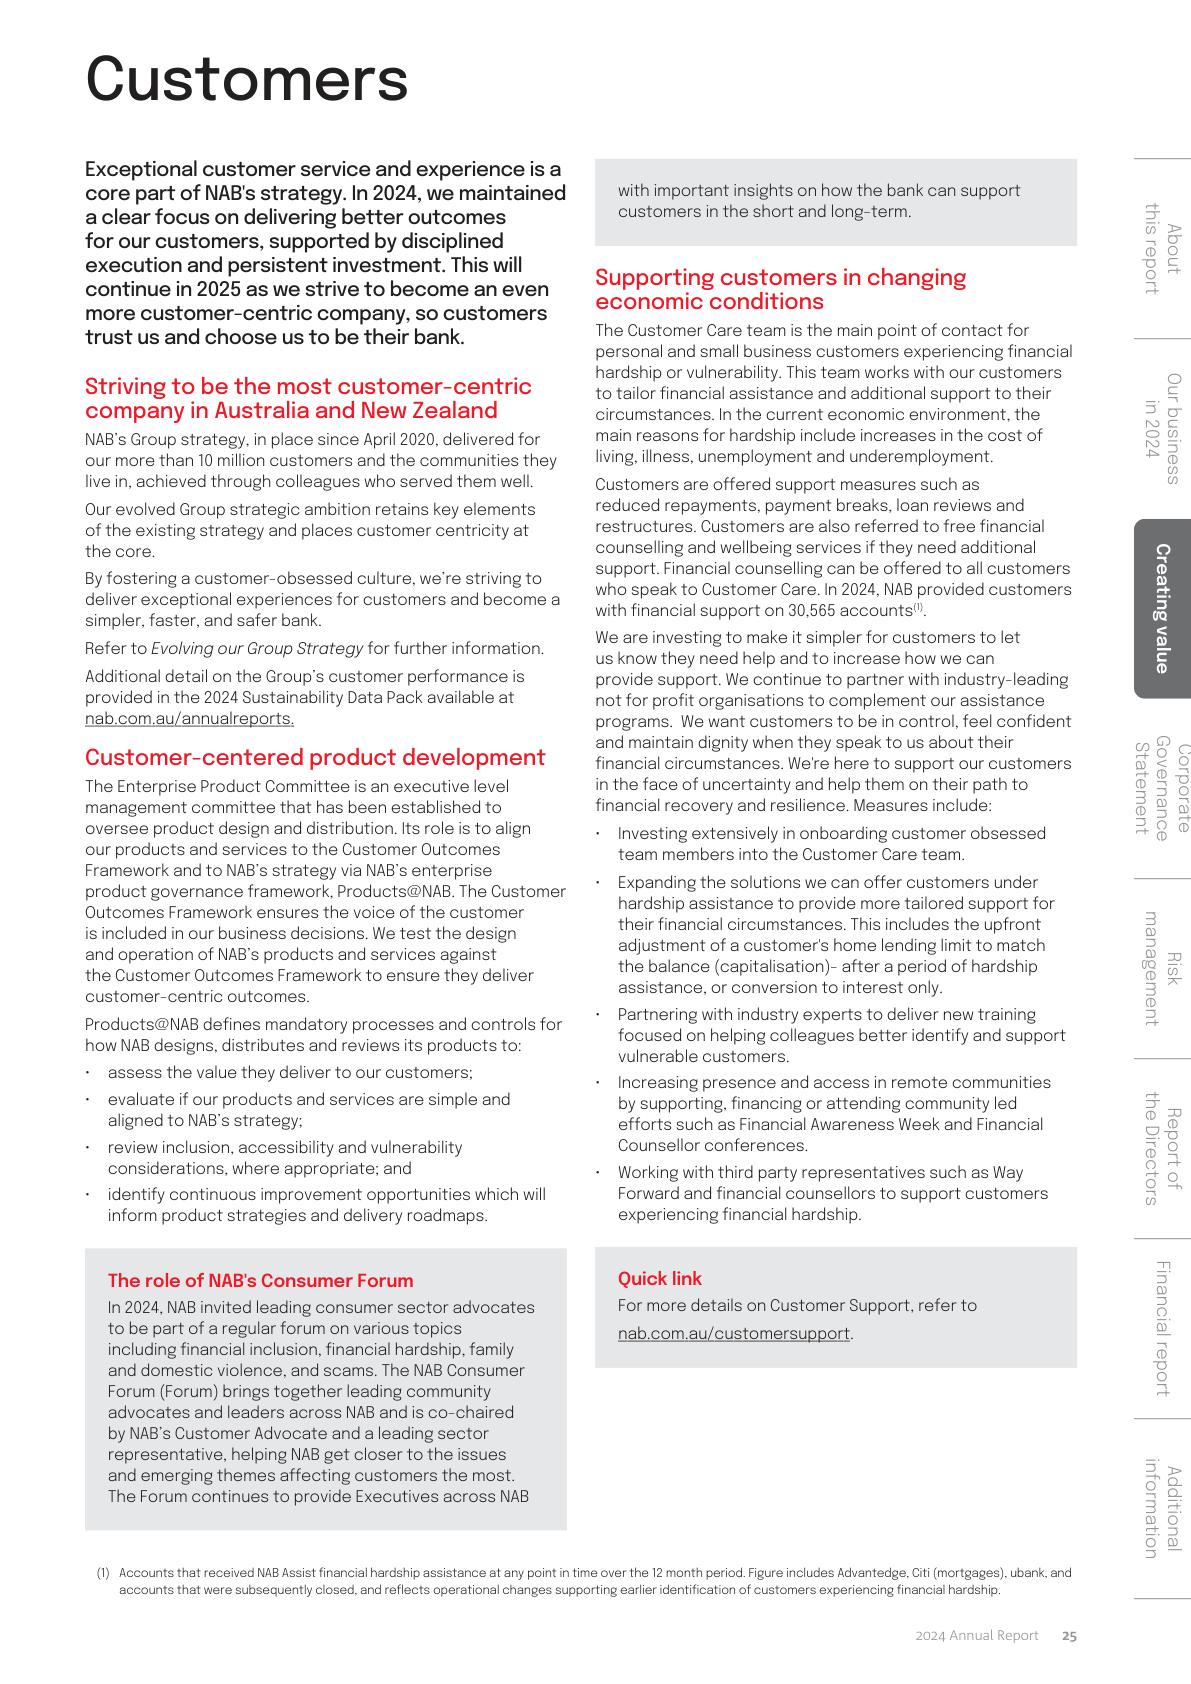 Customers
Exceptional customer service and experience is a
core part of NAB's strategy. In 2024, we maintained
a clear focus on delivering better outcomes
for our customers, supported by disciplined
execution and persistent investment. This will
continue in 2025 as we strive to become an even
more customer-centric company, so customers
trust us and choose us to be their bank.
Striving to be the most customer-centric
company in Australia and New Zealand
NAB's Group strategy, in place since April 2020, delivered for
our more than 10 million customers and the communities they
live in, achieved through colleagues who served them well.
Our evolved Group strategic ambition retains key elements
of the existing strategy and places customer centricity at
the core.
By fostering a customer-obsessed culture, we're striving to
deliver exceptional experiences for customers and become a
simpler, faster, and safer bank.
Refer to Evolving our Group Strategy for further information.
Additional detail on the Group's customer performance is
provided in the 2024 Sustainability Data Pack available at
nab.com.au/annualreports.
Customer-centered product development
The Enterprise Product Committee is an executive level
management committee that has been established to
oversee product design and distribution. Its role is to align
our products and services to the Customer Outcomes
Framework and to NAB's strategy via NAB's enterprise
product governance framework, Products@NAB. The Customer
Outcomes Framework ensures the voice of the customer
is included in our business decisions. We test the design
and operation of NAB's products and services against
the Customer Outcomes Framework to ensure they deliver
customer-centric outcomes.
Products@NAB defines mandatory processes and controls for
how NAB designs, distributes and reviews its products to:
• assess the value they deliver to our customers;
• evaluate if our products and services are simple and
aligned to NAB's strategy;
• review inclusion, accessibility and vulnerability
considerations, where appropriate; and
• identify continuous improvement opportunities which will
inform product strategies and delivery roadmaps.
The role of NAB's Consumer Forum
In 2024, NAB invited leading consumer sector advocates
to be part of a regular forum on various topics
including financial inclusion, financial hardship, family
and domestic violence, and scams. The NAB Consumer
Forum (Forum) brings together leading community
advocates and leaders across NAB and is co-chaired
by NAB's Customer Advocate and a leading sector
representative, helping NAB get closer to the issues
and emerging themes affecting customers the most.
The Forum continues to provide Executives across NAB
with important insights on how the bank can support
customers in the short and long-term.
Supporting customers in changing
economic conditions
The Customer Care team is the main point of contact for
personal and small business customers experiencing financial
hardship or vulnerability. This team works with our customers
to tailor financial assistance and additional support to their
circumstances. In the current economic environment, the
main reasons for hardship include increases in the cost of
living, illness, unemployment and underemployment.
Customers are offered support measures such as
reduced repayments, payment breaks, loan reviews and
restructures. Customers are also referred to free financial
counselling and wellbeing services if they need additional
support. Financial counselling can be offered to all customers
who speak to Customer Care. In 2024, NAB provided customers
with financial support on 30,565 accounts(1).
We are investing to make it simpler for customers to let
us know they need help and to increase how we can
provide support. We continue to partner with industry-leading
not for profit organisations to complement our assistance
programs. We want customers to be in control, feel confident
and maintain dignity when they speak to us about their
financial circumstances. We're here to support our customers
in the face of uncertainty and help them on their path to
financial recovery and resilience. Measures include:
• Investing extensively in onboarding customer obsessed
team members into the Customer Care team.
• Expanding the solutions we can offer customers under
hardship assistance to provide more tailored support for
their financial circumstances. This includes the upfront
adjustment of a customer's home lending limit to match
the balance (capitalisation)- after a period of hardship
assistance, or conversion to interest only.
• Partnering with industry experts to deliver new training
focused on helping colleagues better identify and support
vulnerable customers.
• Increasing presence and access in remote communities
by supporting, financing or attending community led
efforts such as Financial Awareness Week and Financial
Counsellor conferences.
• Working with third party representatives such as Way
Forward and financial counsellors to support customers
experiencing financial hardship.
Quick link
For more details on Customer Support, refer to
nab.com.au/customersupport.
(1) Accounts that received NAB Assist financial hardship assistance at any point in time over the 12 month period. Figure includes Advantedge, Citi (mortgages), ubank, and
accounts that were subsequently closed, and reflects operational changes supporting earlier identification of customers experiencing financial hardship.
2024 Annual Report 25
About
this report
Our business
in 2024
Creating value
Corporate
Governance
Statement
Risk
management
Report of
the Directors
Financial report
Additional
information